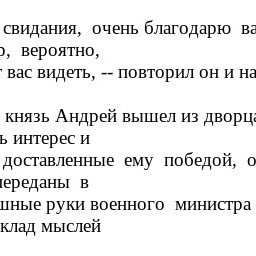 свидания, очень благодарю ва
р, вероятно,
вас видеть, -- повторил он и на
князь Андрей вышел из дворца
ь интерес и
доставленные ему победой, о
переданы в
шные руки военного министра
клад мыслей